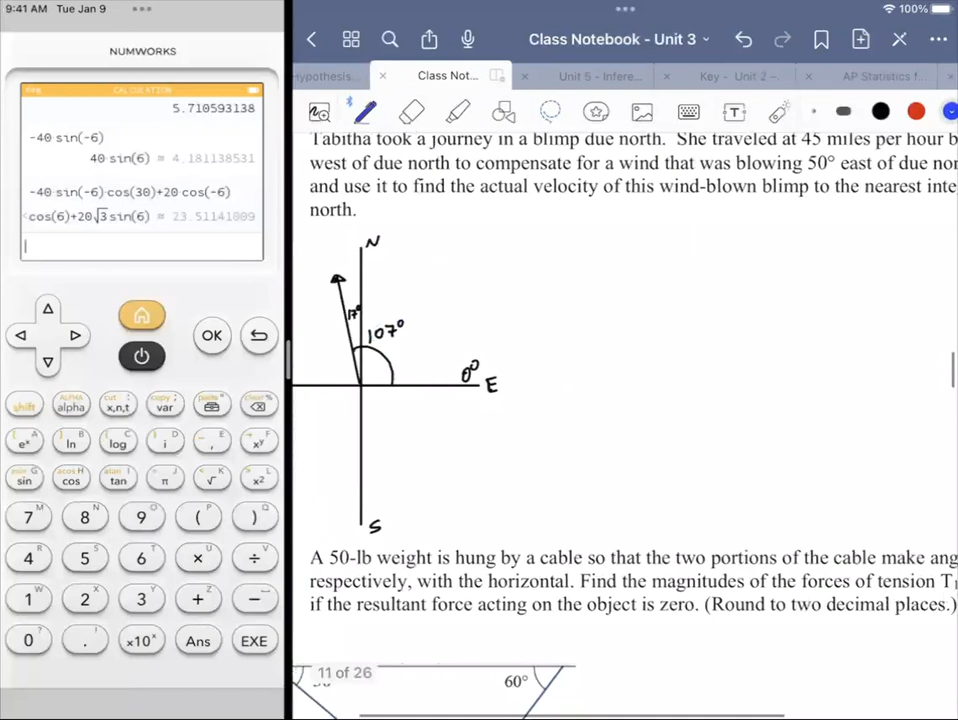 9:41 AM Tue Jan 9
100%
NUMWORKS
CALCULATION
5.710593138
-40·sin(-6)
40·sin(6) ≈ 4.181138531
-40·sin(-6)·cos(30)+20·cos(-6)
cos(6)+20√3 sin(6) ≈ 23.51141009
OK
shift
alpha
x,n,t
var
ln
log
i
,
sin
cos
tan
π
√
7 8 9 ( )
4 5 6 × ÷
1 2 3 + −
0 . ×10ˣ Ans EXE
Class Notebook - Unit 3
Hypothesis...
Class Not...
Unit 5 - Infere...
Key - Unit 2 -...
AP Statistics f...
Tabitha took a journey in a blimp due north. She traveled at 45 miles per hour b
west of due north to compensate for a wind that was blowing 50° east of due nor
and use it to find the actual velocity of this wind-blown blimp to the nearest inte
north.
N
17°
107°
0°
E
S
A 50-lb weight is hung by a cable so that the two portions of the cable make ang
respectively, with the horizontal. Find the magnitudes of the forces of tension T₁
if the resultant force acting on the object is zero. (Round to two decimal places.)
11 of 26
60°